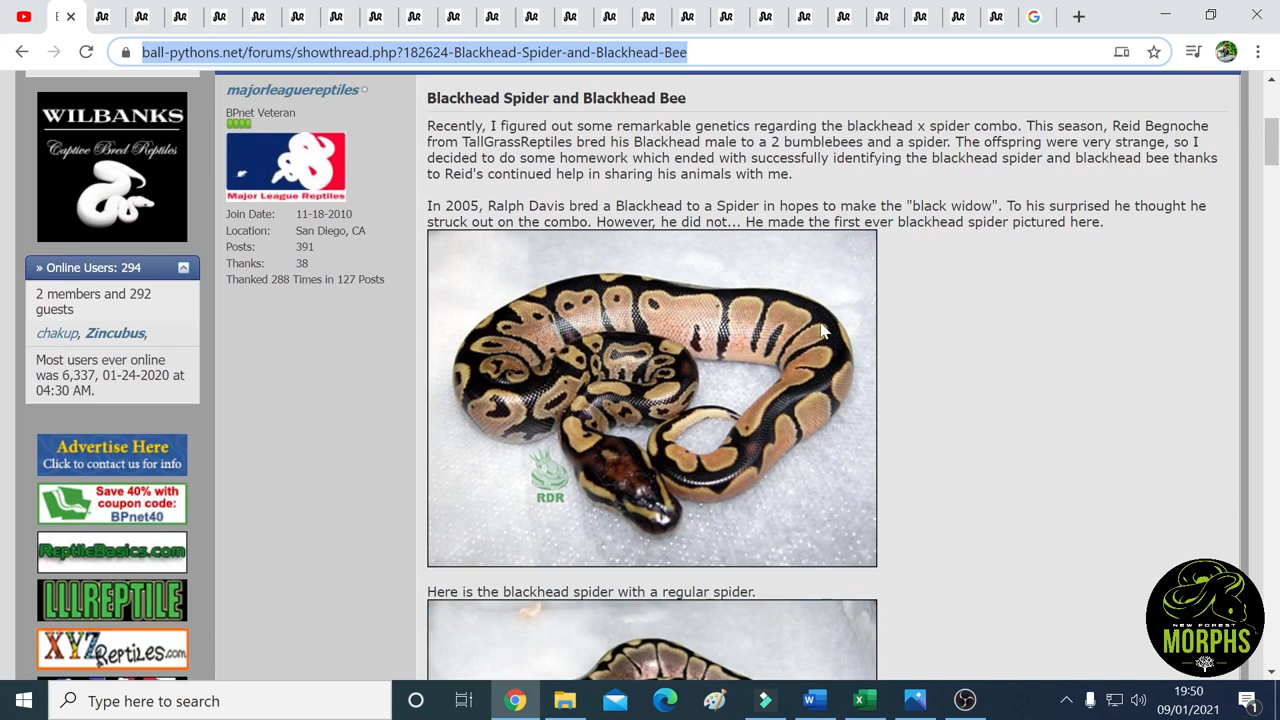 E
ball-pythons.net/forums/showthread.php?182624-Blackhead-Spider-and-Blackhead-Bee
WILBANKS
Captive Bred Reptiles
» Online Users: 294
2 members and 292
guests
chakup, Zincubus,
Most users ever online
was 6,337, 01-24-2020 at
04:30 AM.
Advertise Here
Click to contact us for info
Save 40% with
coupon code:
BPnet40
ReptileBasics.com
LLLREPTILE
XYZReptiles.com
majorleaguereptiles
BPnet Veteran
Major League Reptiles
Join Date: 11-18-2010
Location: San Diego, CA
Posts: 391
Thanks: 38
Thanked 288 Times in 127 Posts
Blackhead Spider and Blackhead Bee
Recently, I figured out some remarkable genetics regarding the blackhead x spider combo. This season, Reid Begnoche
from TallGrassReptiles bred his Blackhead male to a 2 bumblebees and a spider. The offspring were very strange, so I
decided to do some homework which ended with successfully identifying the blackhead spider and blackhead bee thanks
to Reid's continued help in sharing his animals with me.
In 2005, Ralph Davis bred a Blackhead to a Spider in hopes to make the "black widow". To his surprised he thought he
struck out on the combo. However, he did not... He made the first ever blackhead spider pictured here.
RDR
Here is the blackhead spider with a regular spider.
NEW FOREST
MORPHS
Type here to search
19:50
09/01/2021
1